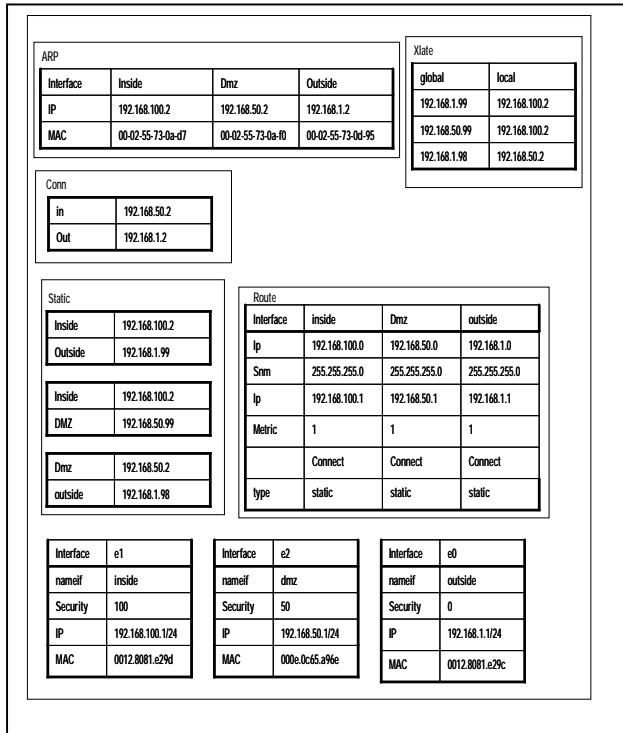 ARP
Interface Inside Dmz Outside
IP 192.168.100.2 192.168.50.2 192.168.1.2
MAC 00-02-55-73-0a-d7 00-02-55-73-0a-f0 00-02-55-73-0d-95
Xlate
global local
192.168.1.99 192.168.100.2
192.168.50.99 192.168.100.2
192.168.1.98 192.168.50.2
Conn
in 192.168.50.2
Out 192.168.1.2
Static
Inside 192.168.100.2
Outside 192.168.1.99
Inside 192.168.100.2
DMZ 192.168.50.99
Dmz 192.168.50.2
outside 192.168.1.98
Route
Interface inside Dmz outside
Ip 192.168.100.0 192.168.50.0 192.168.1.0
Snm 255.255.255.0 255.255.255.0 255.255.255.0
Ip 192.168.100.1 192.168.50.1 192.168.1.1
Metric 1 1 1
Connect Connect Connect
type static static static
Interface e1
nameif inside
Security 100
IP 192.168.100.1/24
MAC 0012.8081.e29d
Interface e2
nameif dmz
Security 50
IP 192.168.50.1/24
MAC 000e.0c65.a96e
Interface e0
nameif outside
Security 0
IP 192.168.1.1/24
MAC 0012.8081.e29c